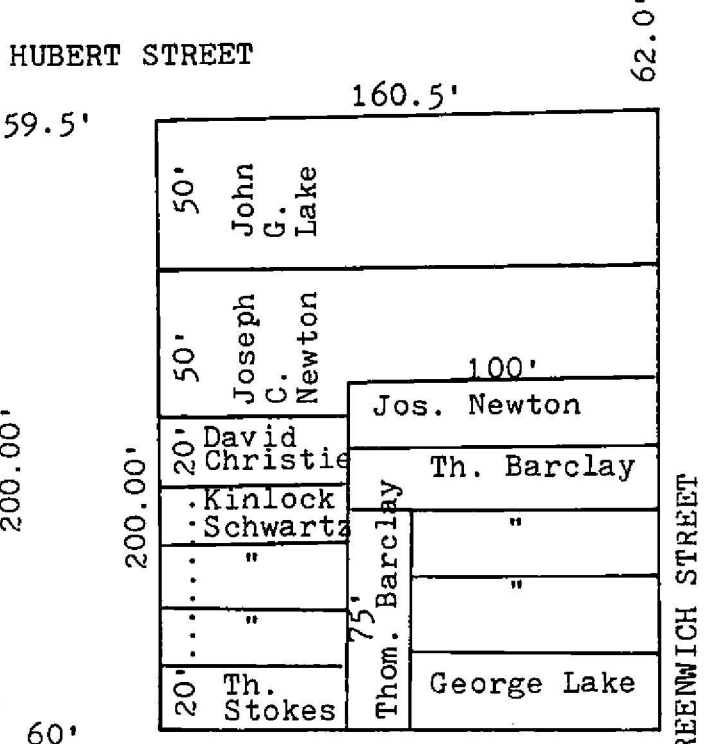 HUBERT STREET
62.0'
160.5'
59.5'
50'
John
G.
Lake
50'
Joseph
C.
Newton
100'
Jos. Newton
20'
David
Christie
Th. Barclay
200.00'
200.00'
Kinlock
Schwartz
"
"
"
"
75'
Thom. Barclay
20'
Th.
Stokes
George Lake
REENWICH STREET
60'